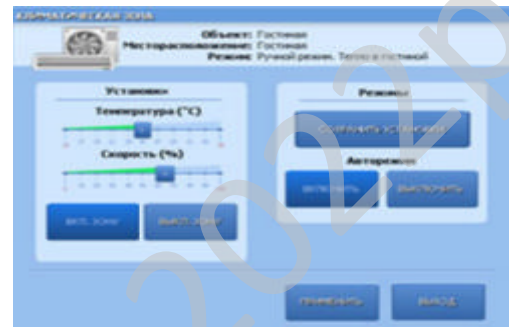 КЛИМАТИЧЕСКАЯ ЗОНА
Объект: Гостиная
Месторасположение: Гостиная
Режим: Ручной режим. Тепло в гостиной
Установки
Температура (°C)
Скорость (%)
ВКЛ. ЗОНУ
ВЫКЛ. ЗОНУ
Режимы
СОХРАНИТЬ УСТАНОВКИ
Авторежим
ВКЛЮЧИТЬ
ВЫКЛЮЧИТЬ
ПРИМЕНИТЬ
ВЫХОД